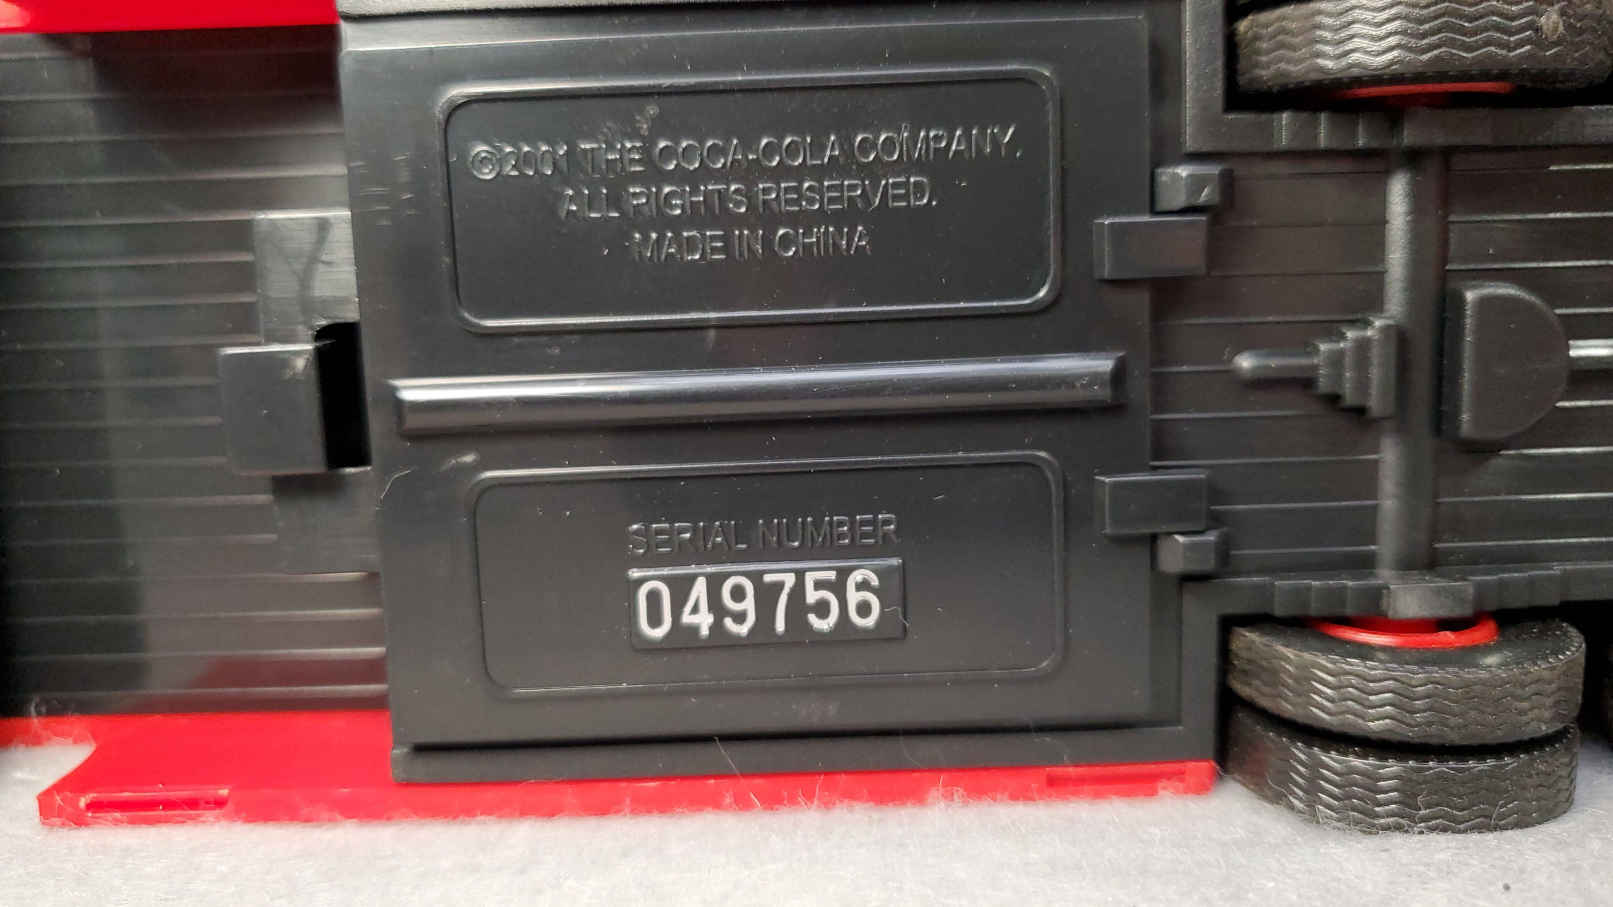 ©2001 THE COCA-COLA COMPANY.
ALL RIGHTS RESERVED.
MADE IN CHINA
SERIAL NUMBER
049756